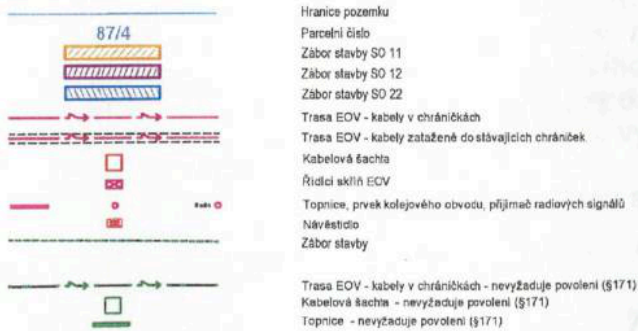 Hranice pozemku
87/4 Parcelní číslo
Zábor stavby SO 11
Zábor stavby SO 12
Zábor stavby SO 22
Trasa EOV - kabely v chráničkách
Trasa EOV - kabely zatažené do stávajících chrániček
Kabelová šachta
Řídící skříň EOV
Topnice, prvek kolejového obvodu, přijímač radiových signálů
Návěstidlo
Zábor stavby
Trasa EOV - kabely v chráničkách - nevyžaduje povolení (§171)
Kabelová šachta - nevyžaduje povolení (§171)
Topnice - nevyžaduje povolení (§171)